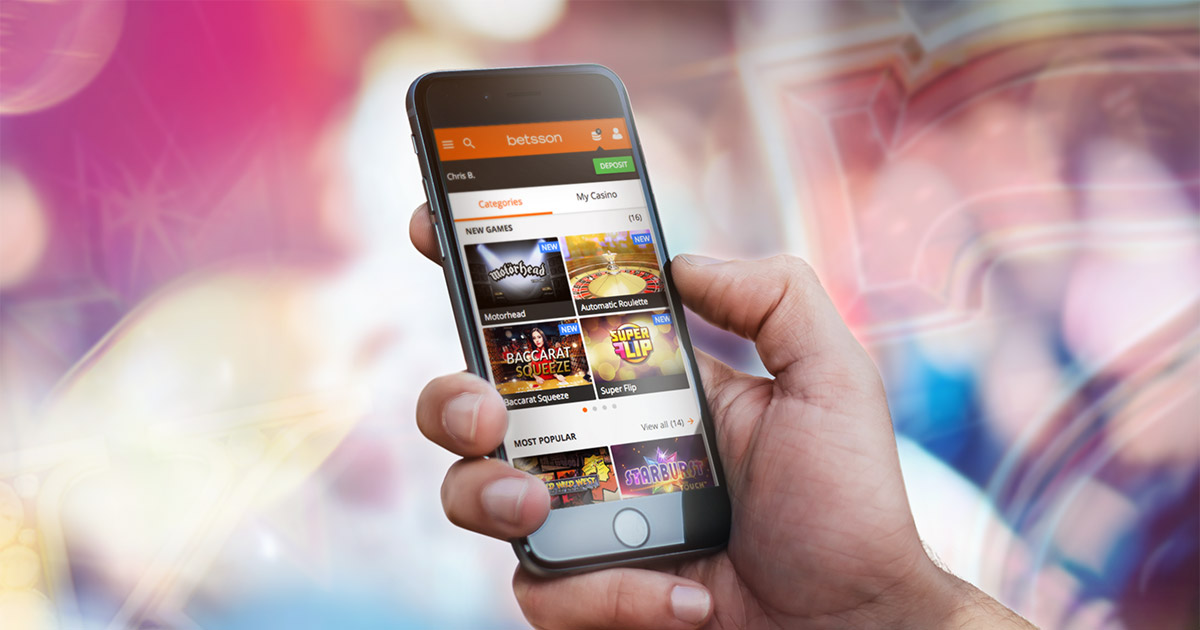 betsson
Chris B.
DEPOSIT
Categories
My Casino
NEW GAMES
(16)
NEW
motörhead
Motorhead
NEW
Automatic Roulette
NEW
BACCARAT
SQUEEZE
Baccarat Squeeze
NEW
SUPER
FLIP
Super Flip
MOST POPULAR
View all (14)
WILD WEST
STARBURST
TOUCH